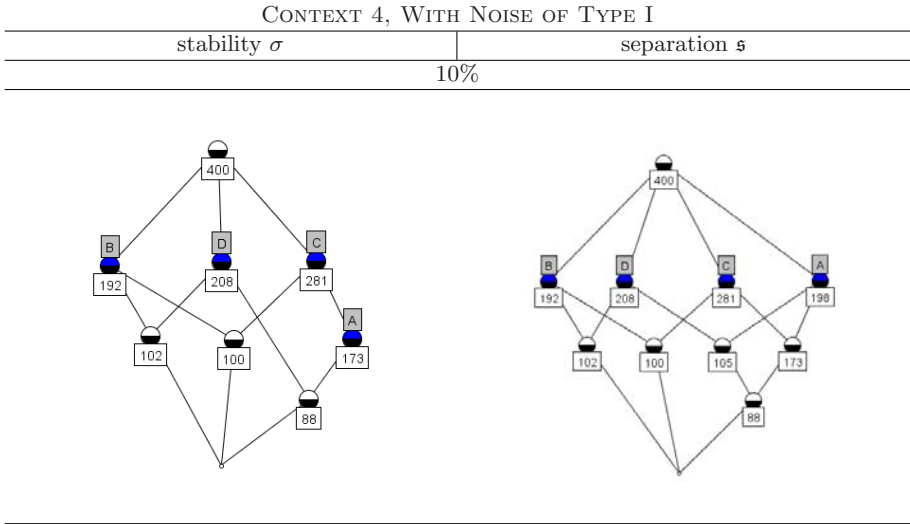 CONTEXT 4, WITH NOISE OF TYPE I
stability σ separation 𝔰
10%
400
B D C
192 208 281
A
102 100 173
88
400
B D C A
192 208 281 198
102 100 105 173
88